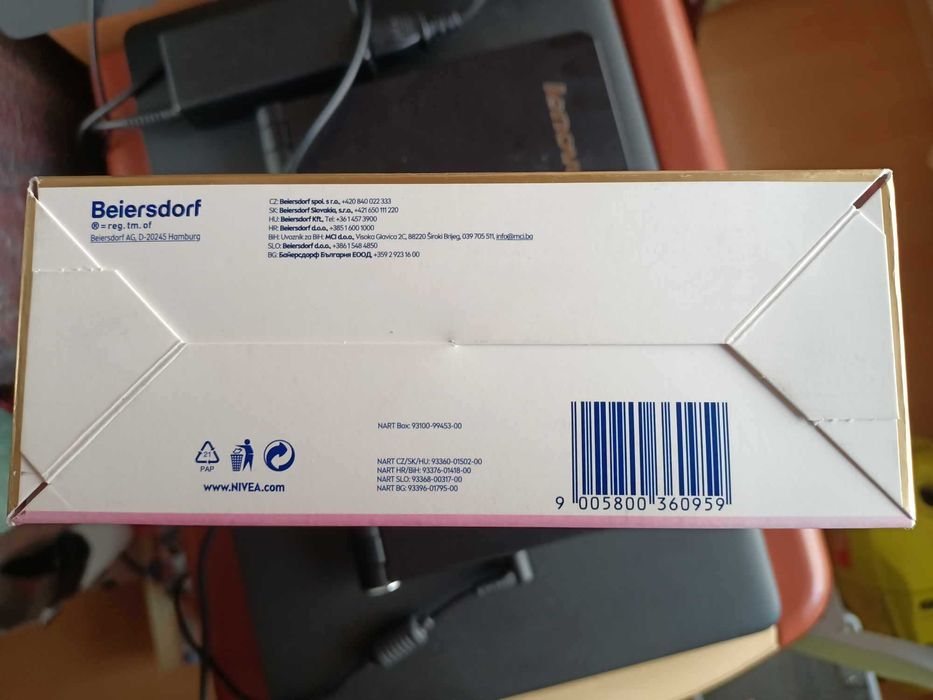 lenovo
Beiersdorf
® = reg. tm. of
Beiersdorf AG, D-20245 Hamburg
CZ: Beiersdorf spol. s r.o., +420 840 022 333
SK: Beiersdorf Slovakia, s.r.o., +421 650 111 220
HU: Beiersdorf Kft., Tel: +36 1 457 3900
HR: Beiersdorf d.o.o., +385 1 600 1000
BIH: Uvoznik za BiH: MCI d.o.o., Visoka Glavica 2C, 88220 Široki Brijeg, 039 705 511, info@mci.ba
SLO: Beiersdorf d.o.o., +386 1 548 4850
BG: Байерсдорф България ЕООД, +359 2 923 16 00
NART Box: 93100-99453-00
21
PAP
www.NIVEA.com
NART CZ/SK/HU: 93360-01502-00
NART HR/BiH: 93376-01418-00
NART SLO: 93368-00317-00
NART BG: 93396-01795-00
9 005800 360959